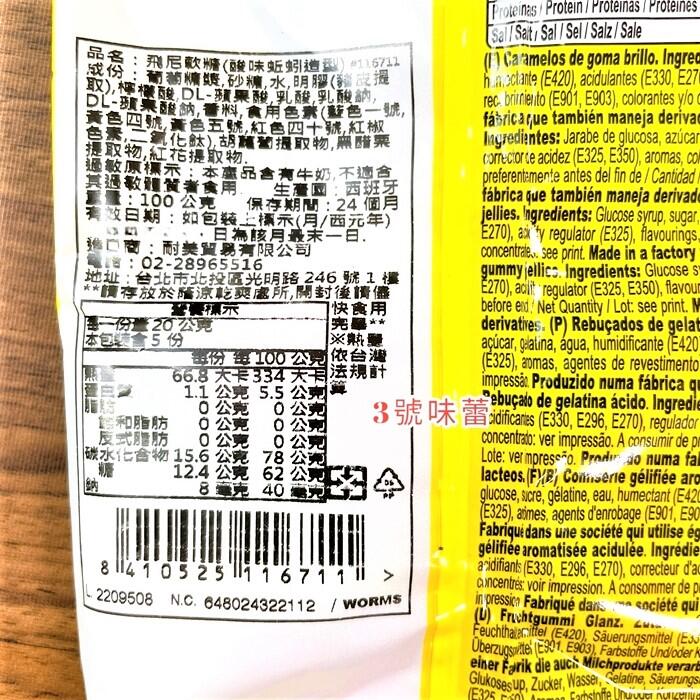 品名：飛尼軟糖(酸味蚯蚓造型)#116711
成份：葡萄糖漿,砂糖,水,明膠(豬皮提
取),檸檬酸,DL-蘋果酸,乳酸,乳酸鈉,
DL-蘋果酸鈉,香料,食用色素(藍色一號,
黃色四號,黃色五號,紅色四十號,紅椒
色素,二氧化鈦),胡蘿蔔提取物,黑醋栗
提取物,紅花提取物.
過敏原標示：本產品含有牛奶,不適合
其過敏體質者食用. 生產國：西班牙
重量：100 公克 保存期間：24 個月
有效日期：如包裝上標示(月/西元年)
日為該月最末一日.
進口商：耐美貿易有限公司
電話：02-28965516
地址：台北市北投區光明路 246 號 1 樓
**請存放於陰涼乾爽處所,開封後請儘
快食用
完畢**
※熱量
依台灣
法規計
算
營養標示
每一份量 20 公克
本包裝含 5 份
每份 每 100 公克
熱量 66.8 大卡 334 大卡
蛋白質 1.1 公克 5.5 公克
脂肪 0 公克 0 公克
飽和脂肪 0 公克 0 公克
反式脂肪 0 公克 0 公克
碳水化合物 15.6 公克 78 公克
糖 12.4 公克 62 公克
鈉 8 毫克 40 毫克
3號味蕾
8 410525 116711 >
L. 2209508 N.C. 648024322112 / WORMS
Proteínas / Protein / Proteínas / Protéines
Sal / Salt / Sal / Sel / Salz / Sale
(E) Caramelos de goma brillo. Ingred
humectante (E420), acidulantes (E330, E27
recubrimiento (E901, E903), colorantes y/o
fábrica que también maneja derivad
Ingredientes: Jarabe de glucosa, azúcar
corrector de acidez (E325, E350), aromas, co
preferentemente antes del fin de / Cantidad
fábrica que también maneja derivad
jellies. Ingredients: Glucose syrup, sugar,
E270), acidity regulator (E325), flavourings,
concentrates: see print. Made in a factory
gummy jellies. Ingredients: Glucose s
E270), acidity regulator (E325, E350), flavour
before end / Net Quantity / Lot: see print. M
derivatives. (P) Rebuçados de gelat
açúcar, gelatina, água, humidificante (E420
(E325), aromas, agentes de revestimento
impressão. Produzido numa fábrica q
Rebuçado de gelatina ácido. Ingredie
acidificantes (E330, E296, E270), regulador
concentrato: ver impressão. A consumir de p
Lote: ver impressão. Produzido numa fab
lacteos. (F)(B) Confiserie gélifiée aro
glucose, sucre, gélatine, eau, humectant (E42
(E325), arômes, agents d'enrobage (E901, E90
Fabriqué dans une société qui utilise ég
gélifiée aromatisée acidulée. Ingrédie
acidifiants (E330, E296, E270), correcteur d'ac
concentrés: voir impression. A consommer de p
impression Fabriqué dans une société qui
(D) Fruchtgummi Glanz. Zut
Feuchthaltemittel (E420), Säuerungsmittel (E33
Überzugsmittel (E901, E903), Farbstoffe Und/oder K
einer Fabrik die auch Milchprodukte verarb
Glukosesirup, Zucker, Wasser, Gelatine, Säuerungs